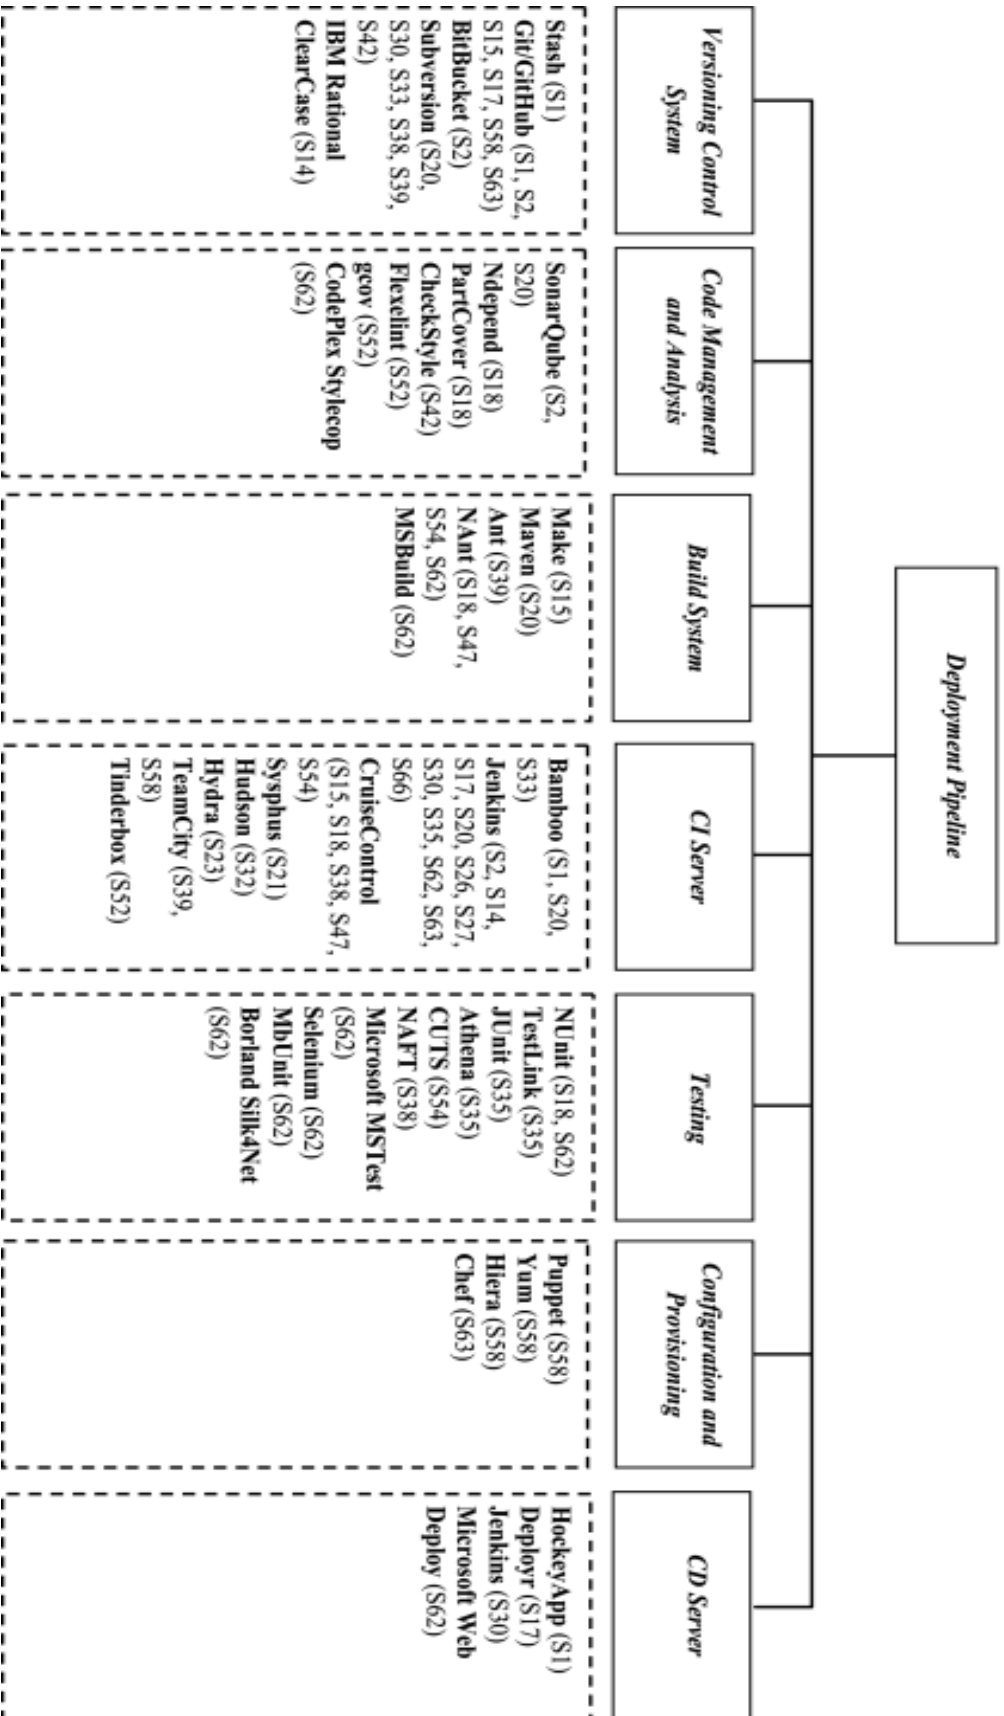 Deployment Pipeline
Versioning Control
System
Stash (S1)
Git/GitHub (S1, S2,
S15, S17, S58, S63)
BitBucket (S2)
Subversion (S20,
S30, S33, S38, S39,
S42)
IBM Rational
ClearCase (S14)
Code Management
and Analysis
SonarQube (S2,
S20)
Ndepend (S18)
PartCover (S18)
CheckStyle (S42)
Flexelint (S52)
gcov (S52)
CodePlex Stylecop
(S62)
Build System
Make (S15)
Maven (S20)
Ant (S39)
NAnt (S18, S47,
S54, S62)
MSBuild (S62)
CI Server
Bamboo (S1, S20,
S33)
Jenkins (S2, S14,
S17, S20, S26, S27,
S30, S35, S62, S63,
S66)
CruiseControl
(S15, S18, S38, S47,
S54)
Sysphus (S21)
Hudson (S32)
Hydra (S23)
TeamCity (S39,
S58)
Tinderbox (S52)
Testing
NUnit (S18, S62)
TestLink (S35)
JUnit (S35)
Athena (S35)
CUTS (S54)
NAFT (S38)
Microsoft MSTest
(S62)
Selenium (S62)
MbUnit (S62)
Borland Silk4Net
(S62)
Configuration and
Provisioning
Puppet (S58)
Yum (S58)
Hiera (S58)
Chef (S63)
CD Server
HockeyApp (S1)
Deployr (S17)
Jenkins (S30)
Microsoft Web
Deploy (S62)